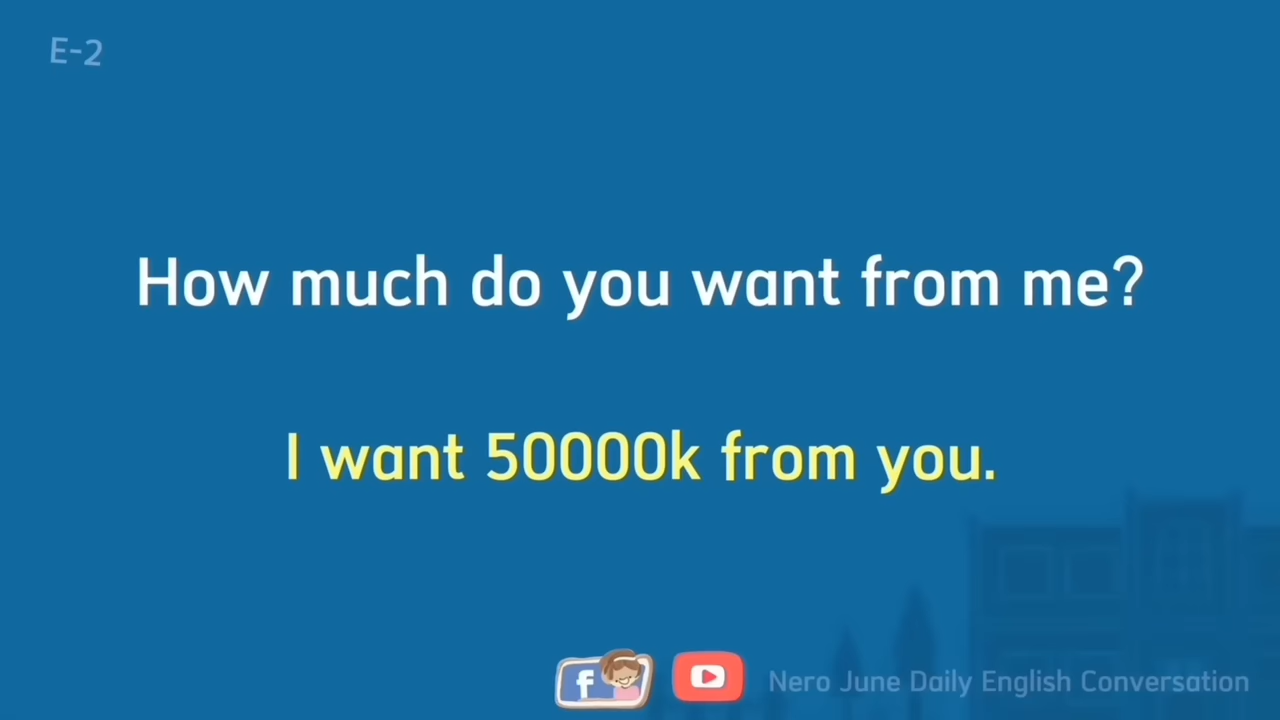 E-2
How much do you want from me?
I want 50000k from you.
f
Nero June Daily English Conversation